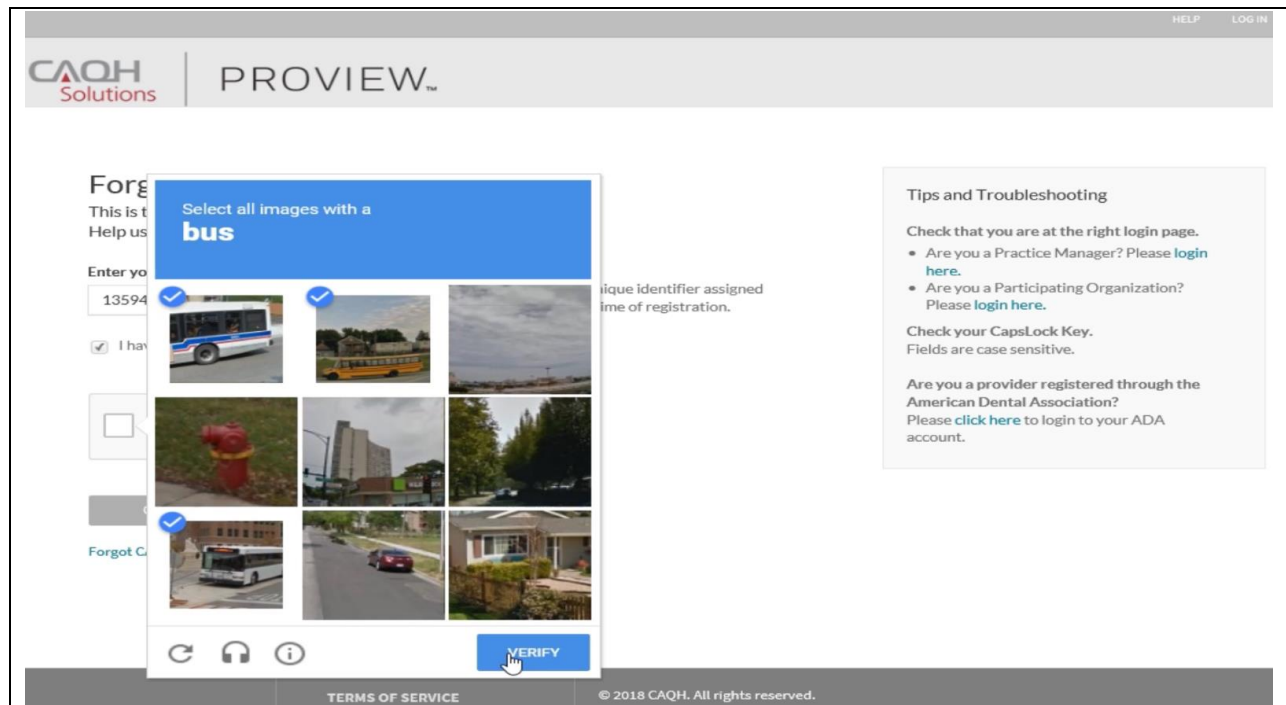 HELP LOG IN
CAQH
Solutions
PROVIEW™
Forg
This is t
Help us
Enter yo
13594
I hav
Forgot CA
Select all images with a
bus
VERIFY
ique identifier assigned
ime of registration.
Tips and Troubleshooting
Check that you are at the right login page.
• Are you a Practice Manager? Please login
here.
• Are you a Participating Organization?
Please login here.
Check your CapsLock Key.
Fields are case sensitive.
Are you a provider registered through the
American Dental Association?
Please click here to login to your ADA
account.
TERMS OF SERVICE
© 2018 CAQH. All rights reserved.